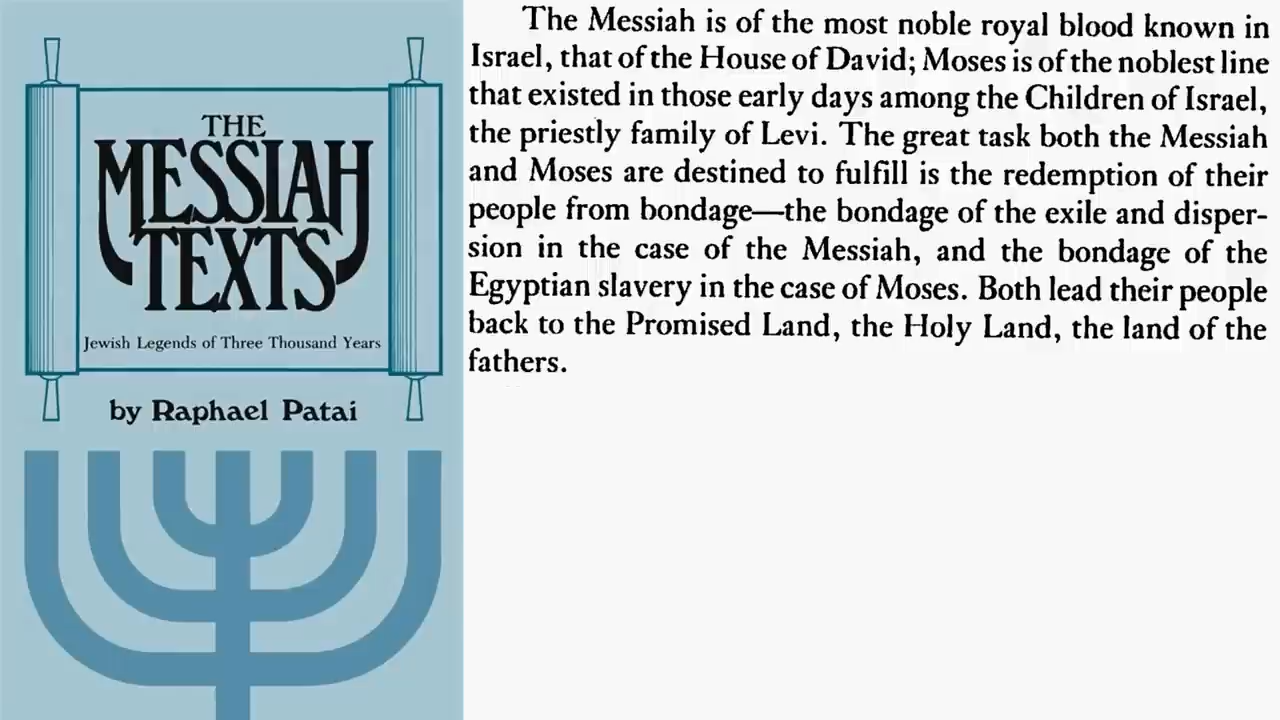 THE
MESSIAH
TEXTS
Jewish Legends of Three Thousand Years
by Raphael Patai
The Messiah is of the most noble royal blood known in
Israel, that of the House of David; Moses is of the noblest line
that existed in those early days among the Children of Israel,
the priestly family of Levi. The great task both the Messiah
and Moses are destined to fulfill is the redemption of their
people from bondage—the bondage of the exile and disper-
sion in the case of the Messiah, and the bondage of the
Egyptian slavery in the case of Moses. Both lead their people
back to the Promised Land, the Holy Land, the land of the
fathers.